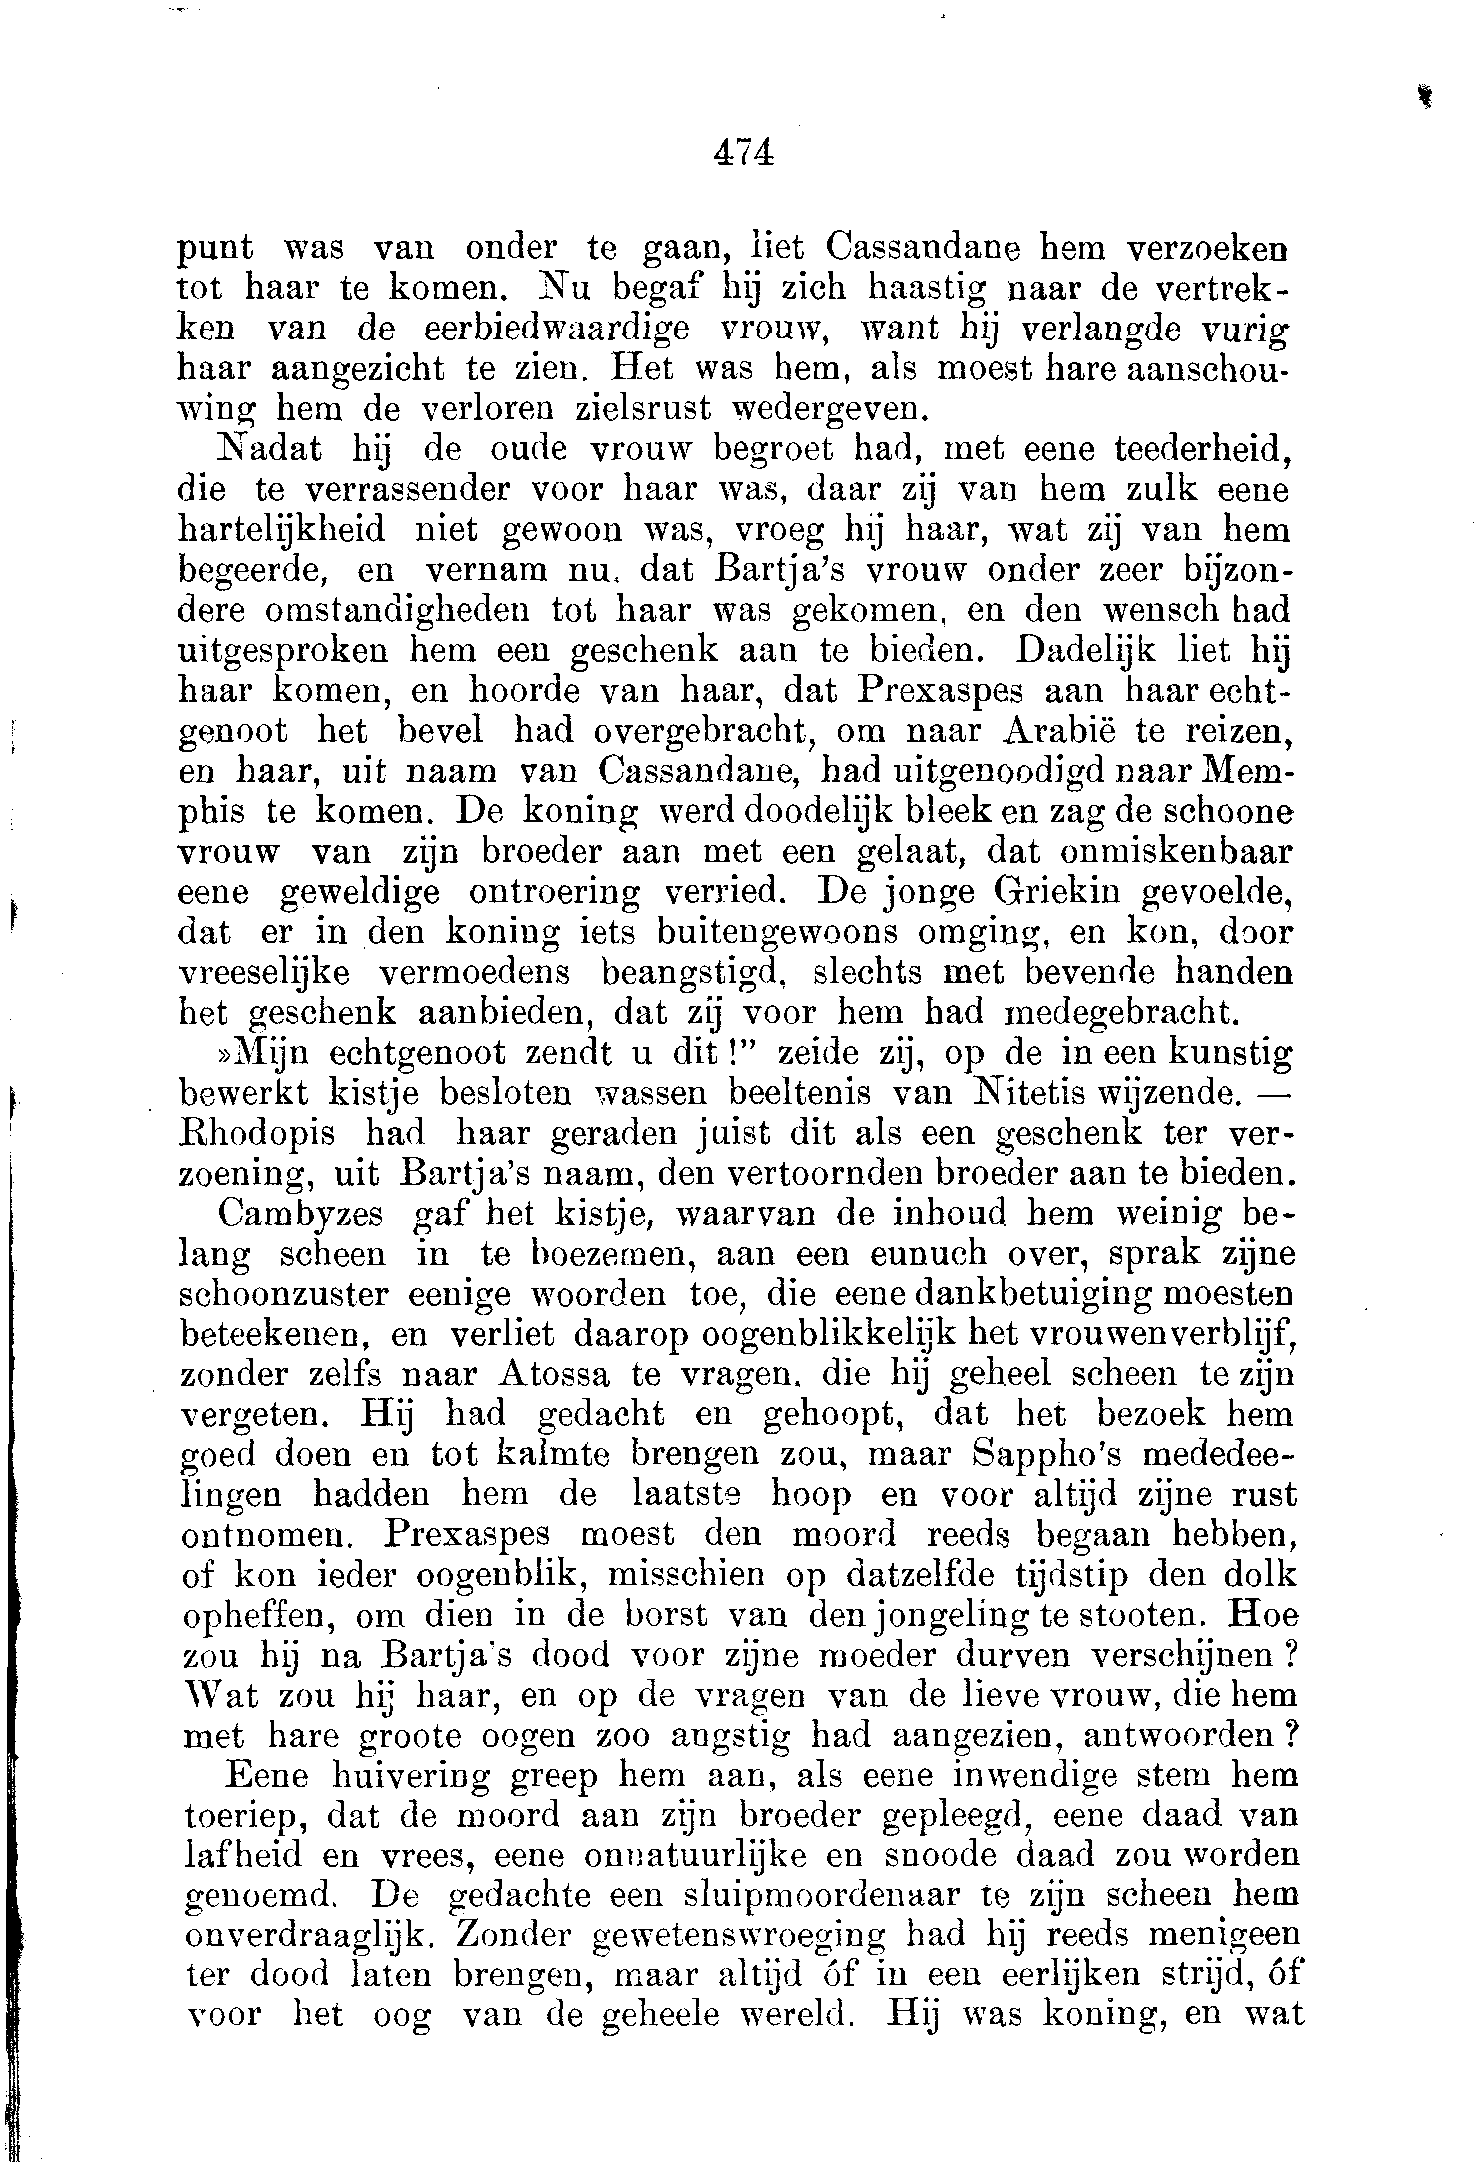 474
punt was van onder te gaan, liet Cassandane hem verzoeken
tot haar te komen. Nu begaf hij zich haastig naar de vertrek-
ken van de eerbiedwaardige vrouw, want hij verlangde vurig
haar aangezicht te zien. Het was hem, als moest hare aanschou-
wing hem de verloren zielsrust wedergeven.
Nadat hij de oude vrouw begroet had, met eene teederheid,
die te verrassender voor haar was, daar zij van hem zulk eene
hartelijkheid niet gewoon was, vroeg hij haar, wat zij van hem
begeerde, en vernam nu, dat Bartja's vrouw onder zeer bijzon-
dere omstandigheden tot haar was gekomen, en den wensch had
uitgesproken hem een geschenk aan te bieden. Dadelijk liet hij
haar komen, en hoorde van haar, dat Prexaspes aan haar echt-
genoot het bevel had overgebracht, om naar Arabië te reizen,
en haar, uit naam van Cassandane, had uitgenoodigd naar Mem-
phis te komen. De koning werd doodelijk bleek en zag de schoone
vrouw van zijn broeder aan met een gelaat, dat onmiskenbaar
eene geweldige ontroering verried. De jonge Griekin gevoelde,
dat er in den koning iets buitengewoons omging, en kon, door
vreeselijke vermoedens beangstigd, slechts met bevende handen
het geschenk aanbieden, dat zij voor hem had medegebracht.
»Mijn echtgenoot zendt u dit!” zeide zij, op de in een kunstig
bewerkt kistje besloten wassen beeltenis van Nitetis wijzende. —
Rhodopis had haar geraden juist dit als een geschenk ter ver-
zoening, uit Bartja's naam, den vertoornden broeder aan te bieden.
Cambyzes gaf het kistje, waarvan de inhoud hem weinig be-
lang scheen in te boezemen, aan een eunuch over, sprak zijne
schoonzuster eenige woorden toe, die eene dankbetuiging moesten
beteekenen, en verliet daarop oogenblikkelijk het vrouwenverblijf,
zonder zelfs naar Atossa te vragen, die hij geheel scheen te zijn
vergeten. Hij had gedacht en gehoopt, dat het bezoek hem
goed doen en tot kalmte brengen zou, maar Sappho's mededee-
lingen hadden hem de laatste hoop en voor altijd zijne rust
ontnomen. Prexaspes moest den moord reeds begaan hebben,
of kon ieder oogenblik, misschien op datzelfde tijdstip den dolk
opheffen, om dien in de borst van den jongeling te stooten. Hoe
zou hij na Bartja's dood voor zijne moeder durven verschijnen?
Wat zou hij haar, en op de vragen van de lieve vrouw, die hem
met hare groote oogen zoo angstig had aangezien, antwoorden?
Eene huivering greep hem aan, als eene inwendige stem hem
toeriep, dat de moord aan zijn broeder gepleegd, eene daad van
lafheid en vrees, eene onnatuurlijke en snoode daad zou worden
genoemd. De gedachte een sluipmoordenaar te zijn scheen hem
onverdraaglijk. Zonder gewetenswroeging had hij reeds menigeen
ter dood laten brengen, maar altijd óf in een eerlijken strijd, óf
voor het oog van de geheele wereld. Hij was koning, en wat